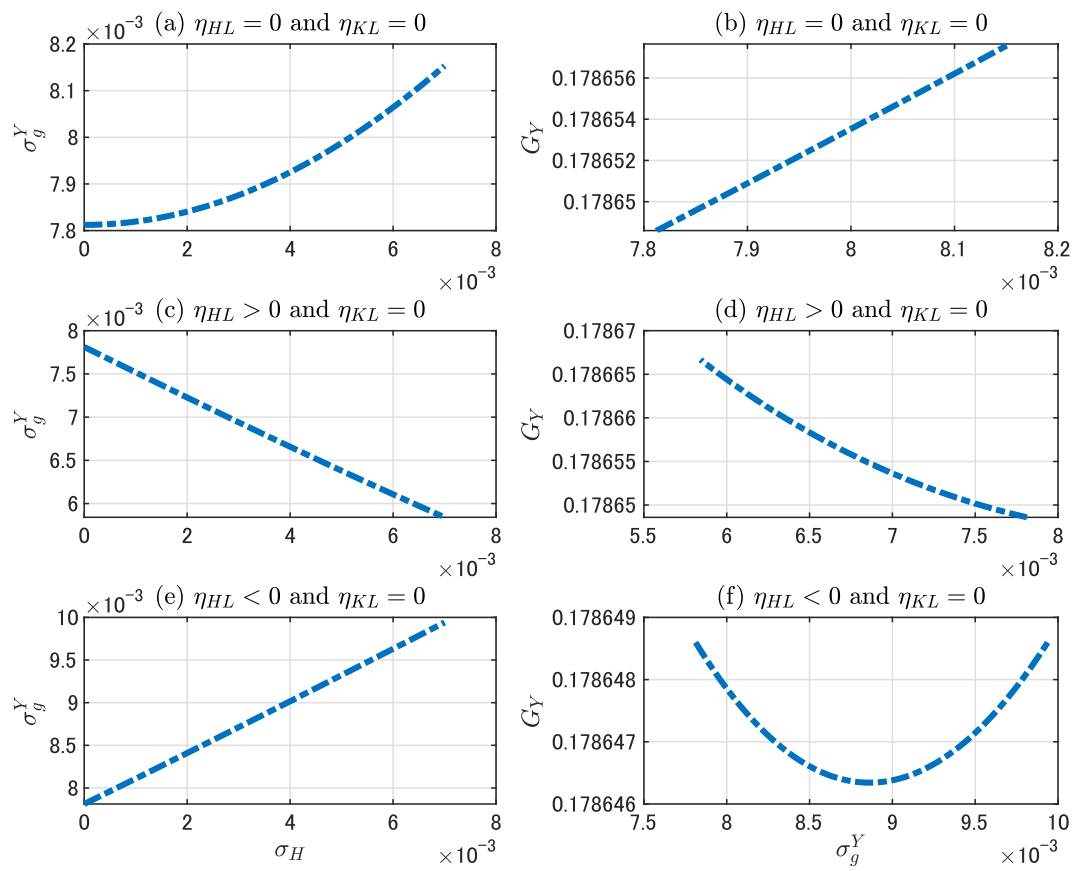 ×10⁻³ (a) η_HL = 0 and η_KL = 0
8.2
8.1
8
7.9
7.8
σ_g^Y
0 2 4 6 8
×10⁻³
(b) η_HL = 0 and η_KL = 0
0.178656
0.178654
0.178652
0.17865
G_Y
7.8 7.9 8 8.1 8.2
×10⁻³
×10⁻³ (c) η_HL > 0 and η_KL = 0
8
7.5
7
6.5
6
σ_g^Y
0 2 4 6 8
×10⁻³
(d) η_HL > 0 and η_KL = 0
0.17867
0.178665
0.17866
0.178655
0.17865
G_Y
5.5 6 6.5 7 7.5 8
×10⁻³
×10⁻³ (e) η_HL < 0 and η_KL = 0
10
9.5
9
8.5
8
σ_g^Y
0 2 4 6 8
σ_H
×10⁻³
(f) η_HL < 0 and η_KL = 0
0.178649
0.178648
0.178647
0.178646
G_Y
7.5 8 8.5 9 9.5 10
σ_g^Y
×10⁻³